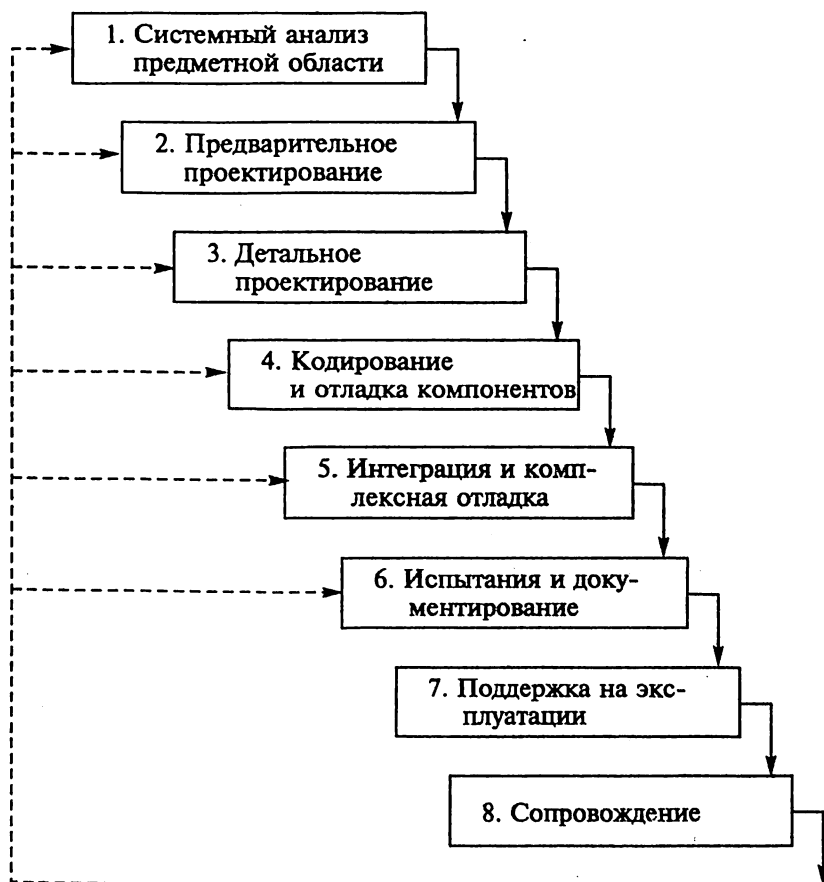 1. Системный анализ
предметной области
2. Предварительное
проектирование
3. Детальное
проектирование
4. Кодирование
и отладка компонентов
5. Интеграция и комп-
лексная отладка
6. Испытания и доку-
ментирование
7. Поддержка на экс-
плуатации
8. Сопровождение